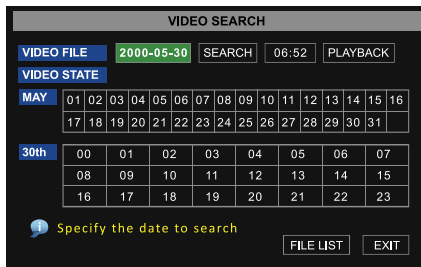 VIDEO SEARCH
VIDEO FILE 2000-05-30 SEARCH 06:52 PLAYBACK
VIDEO STATE
MAY 01 02 03 04 05 06 07 08 09 10 11 12 13 14 15 16
17 18 19 20 21 22 23 24 25 26 27 28 29 30 31
30th 00 01 02 03 04 05 06 07
08 09 10 11 12 13 14 15
16 17 18 19 20 21 22 23
Specify the date to search
FILE LIST EXIT